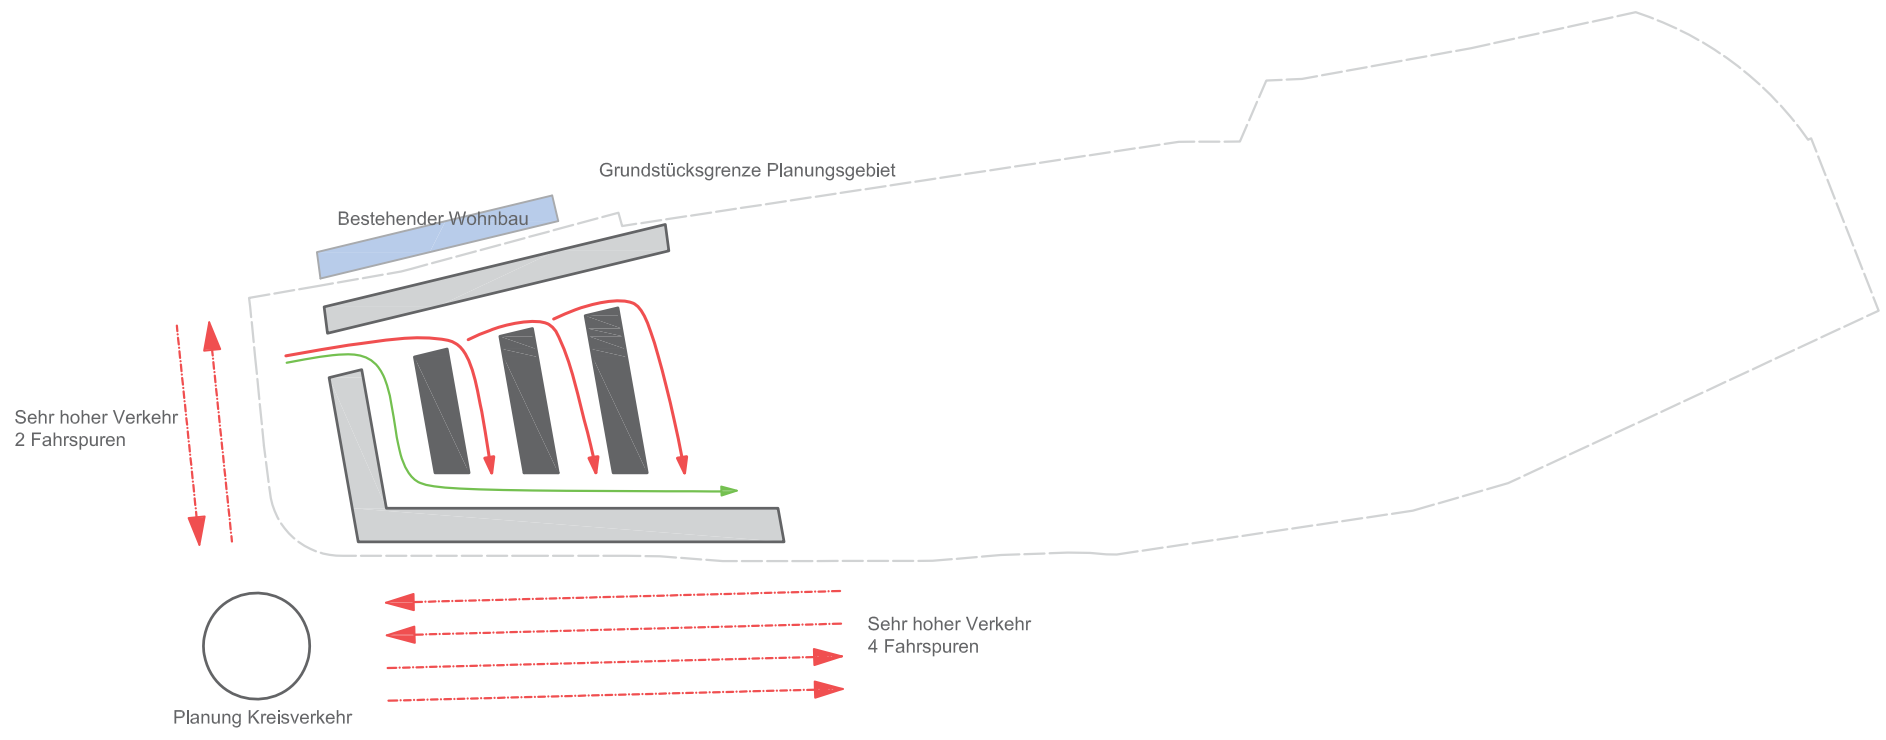 Grundstücksgrenze Planungsgebiet
Bestehender Wohnbau
Sehr hoher Verkehr
2 Fahrspuren
Sehr hoher Verkehr
4 Fahrspuren
Planung Kreisverkehr